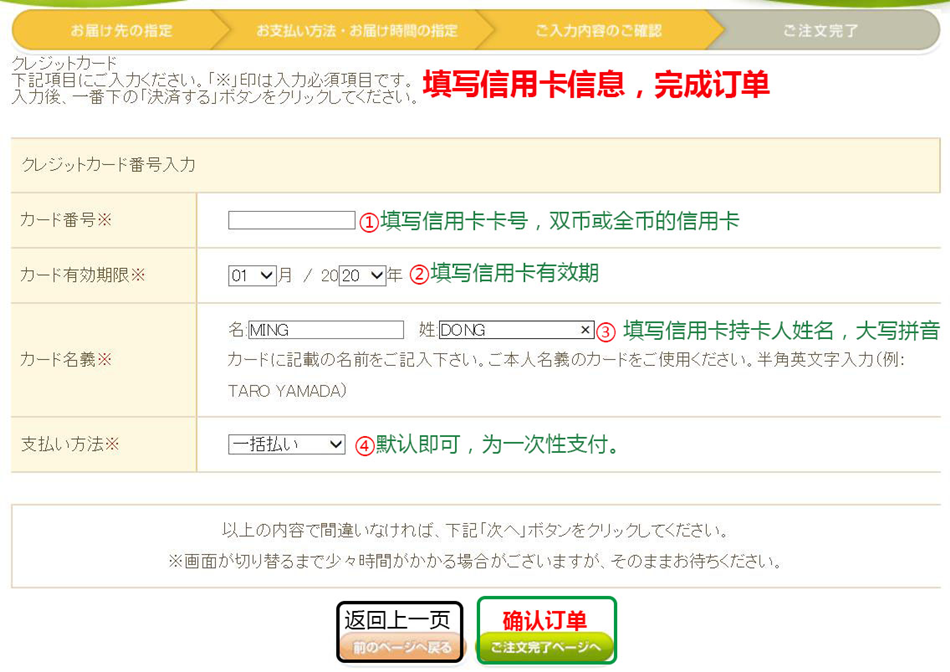 お届け先の指定 お支払い方法・お届け時間の指定 ご入力内容のご確認 ご注文完了
クレジットカード
下記項目にご入力ください。「※」印は入力必須項目です。
入力後、一番下の「決済する」ボタンをクリックしてください。
填写信用卡信息，完成订单
クレジットカード番号入力
カード番号※ ①填写信用卡卡号，双币或全币的信用卡
カード有効期限※ 01 月 / 2020 年 ②填写信用卡有效期
名:MING 姓:DONG × ③ 填写信用卡持卡人姓名，大写拼音
カード名義※ カードに記載の名前をご記入下さい。ご本人名義のカードをご使用ください。半角英文字入力(例:
TARO YAMADA)
支払い方法※ 一括払い ④默认即可，为一次性支付。
以上の内容で間違いなければ、下記「次へ」ボタンをクリックしてください。
※画面が切り替るまで少々時間がかかる場合がございますが、そのままお待ちください。
返回上一页 确认订单
前のページへ戻る ご注文完了ページへ